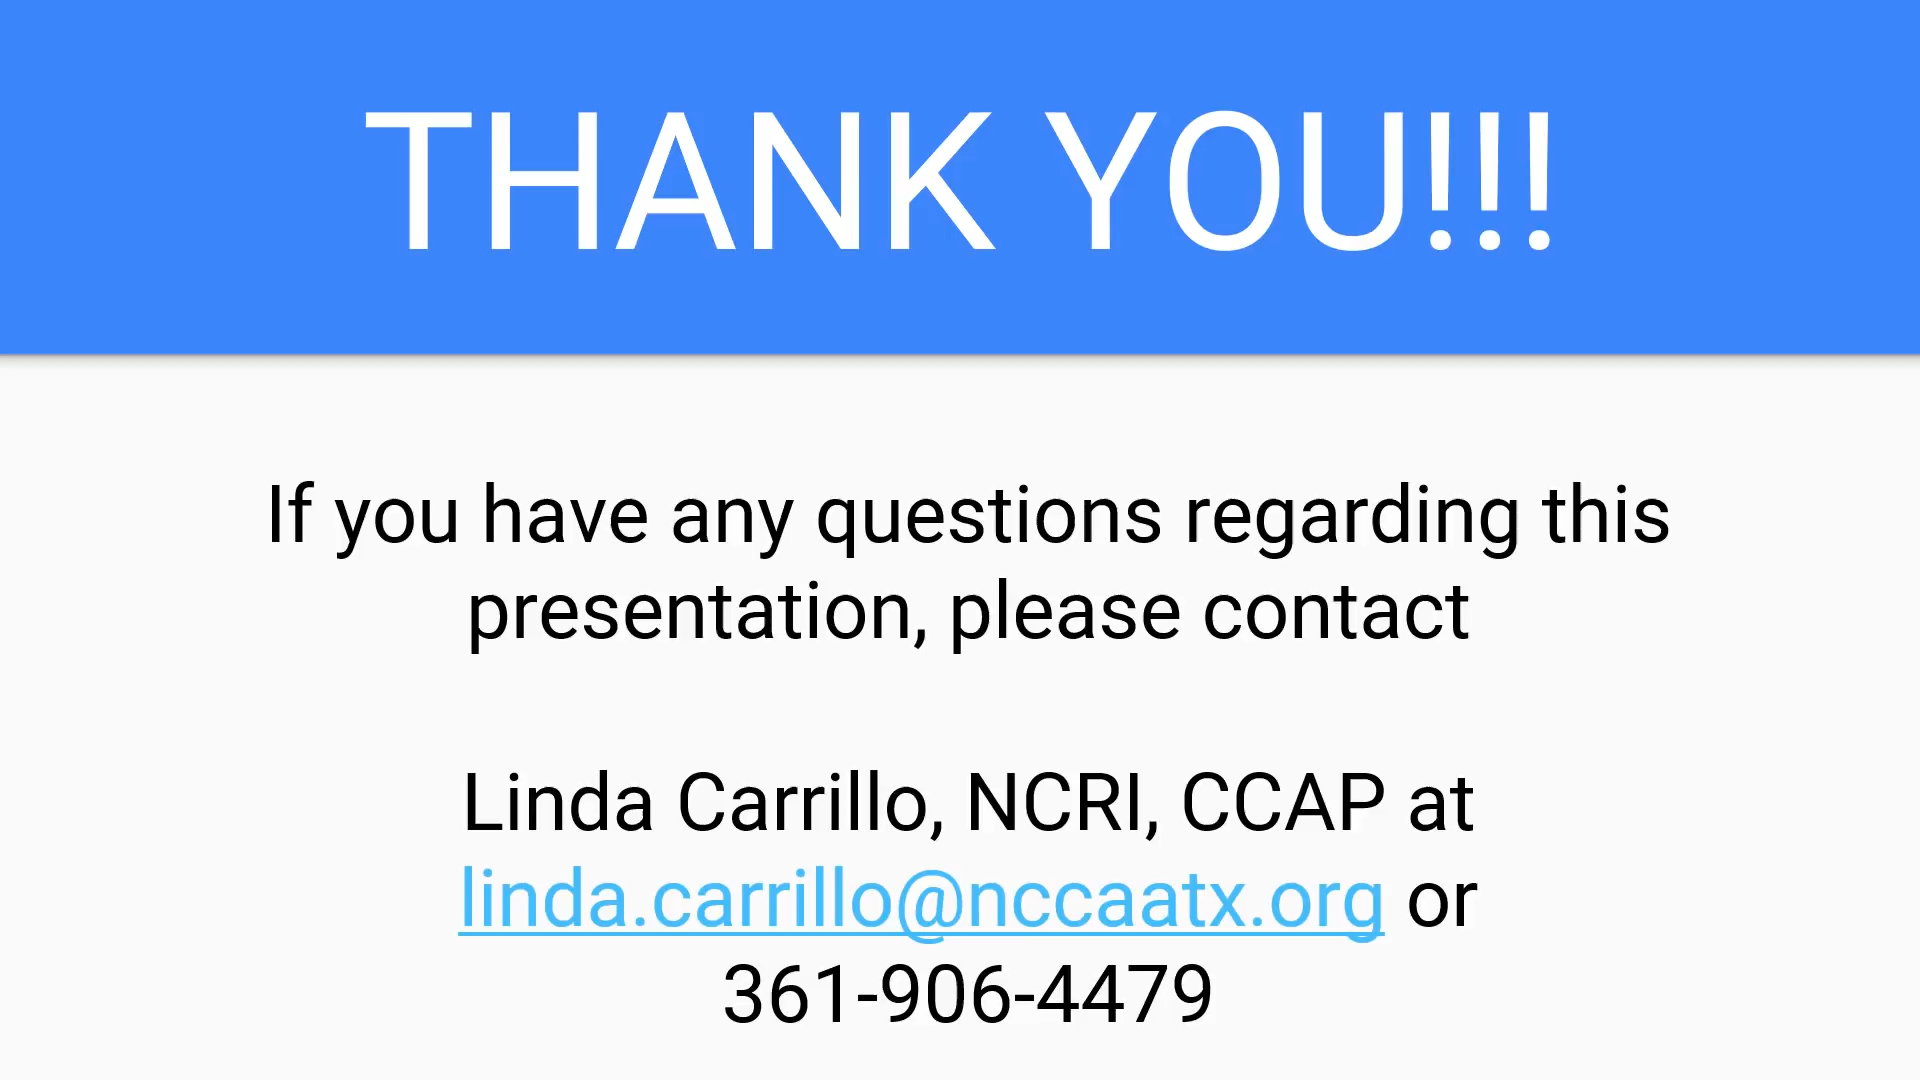 THANK YOU!!!
If you have any questions regarding this
presentation, please contact
Linda Carrillo, NCRI, CCAP at
linda.carrillo@nccaatx.org or
361-906-4479